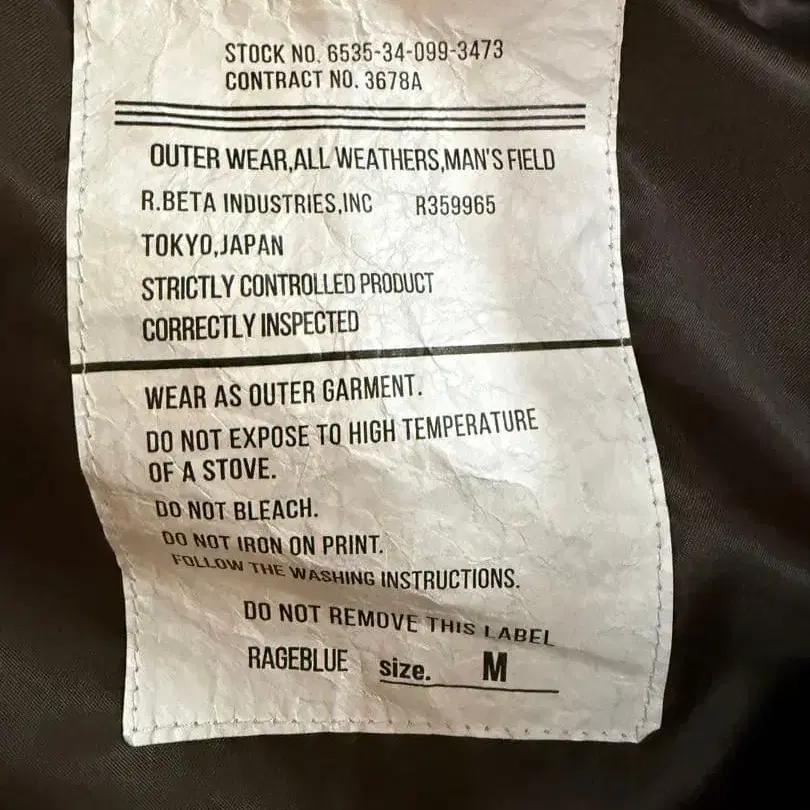 STOCK NO. 6535-34-099-3473
CONTRACT NO. 3678A
OUTER WEAR,ALL WEATHERS,MAN'S FIELD
R.BETA INDUSTRIES,INC R359965
TOKYO,JAPAN
STRICTLY CONTROLLED PRODUCT
CORRECTLY INSPECTED
WEAR AS OUTER GARMENT.
DO NOT EXPOSE TO HIGH TEMPERATURE
OF A STOVE.
DO NOT BLEACH.
DO NOT IRON ON PRINT.
FOLLOW THE WASHING INSTRUCTIONS.
DO NOT REMOVE THIS LABEL
RAGEBLUE size. M